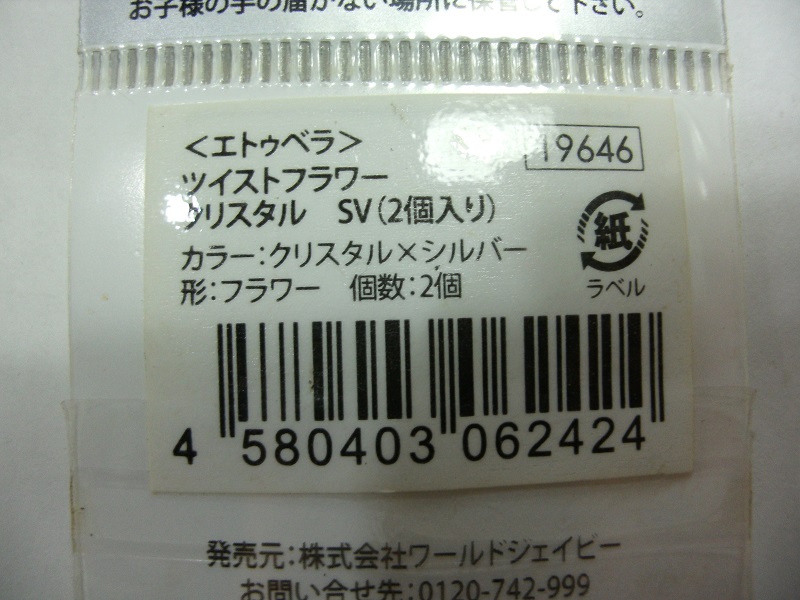 お子様の手の届かない場所に保管して下さい。
<エトゥベラ>
19646
ツイストフラワー
クリスタル SV(2個入り)
カラー:クリスタル×シルバー
形:フラワー 個数:2個
紙
ラベル
4 580403 062424
発売元:株式会社ワールドジェイビー
お問い合せ先:0120-742-999